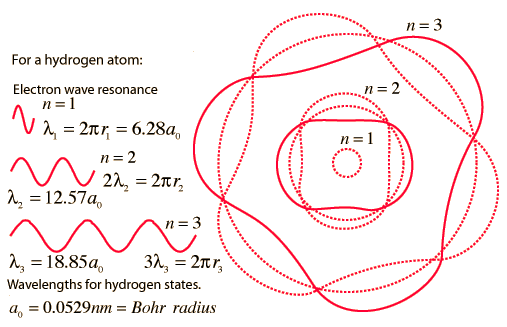 For a hydrogen atom:
Electron wave resonance
n = 1
λ₁ = 2πr₁ = 6.28a₀
n = 2
2λ₂ = 2πr₂
λ₂ = 12.57a₀
n = 3
λ₃ = 18.85a₀ 3λ₃ = 2πr₃
Wavelengths for hydrogen states.
a₀ = 0.0529nm = Bohr radius
n = 3
n = 2
n = 1